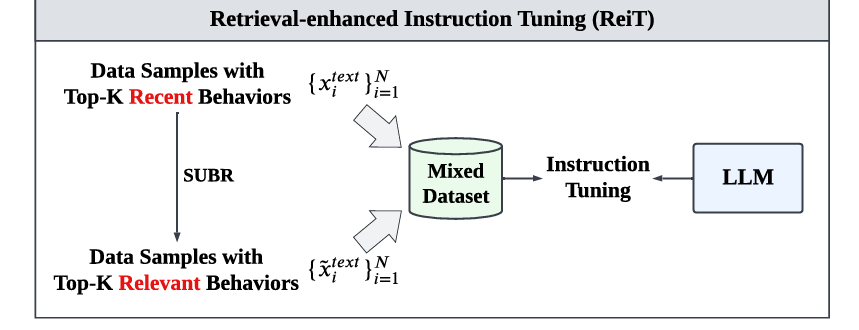 Retrieval-enhanced Instruction Tuning (ReiT)
Data Samples with
Top-K Recent Behaviors
{x_i^{text}}_{i=1}^N
SUBR
Mixed
Dataset
Instruction
Tuning
LLM
Data Samples with
Top-K Relevant Behaviors
{x̃_i^{text}}_{i=1}^N